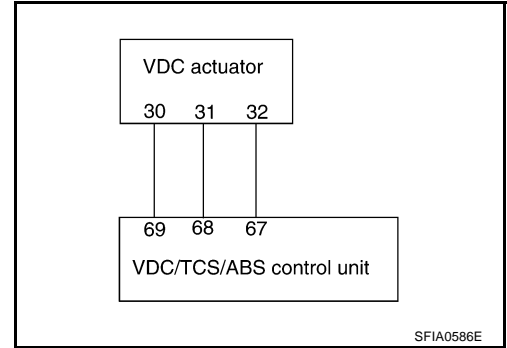 VDC actuator
30 31 32
69 68 67
VDC/TCS/ABS control unit
SFIA0586E